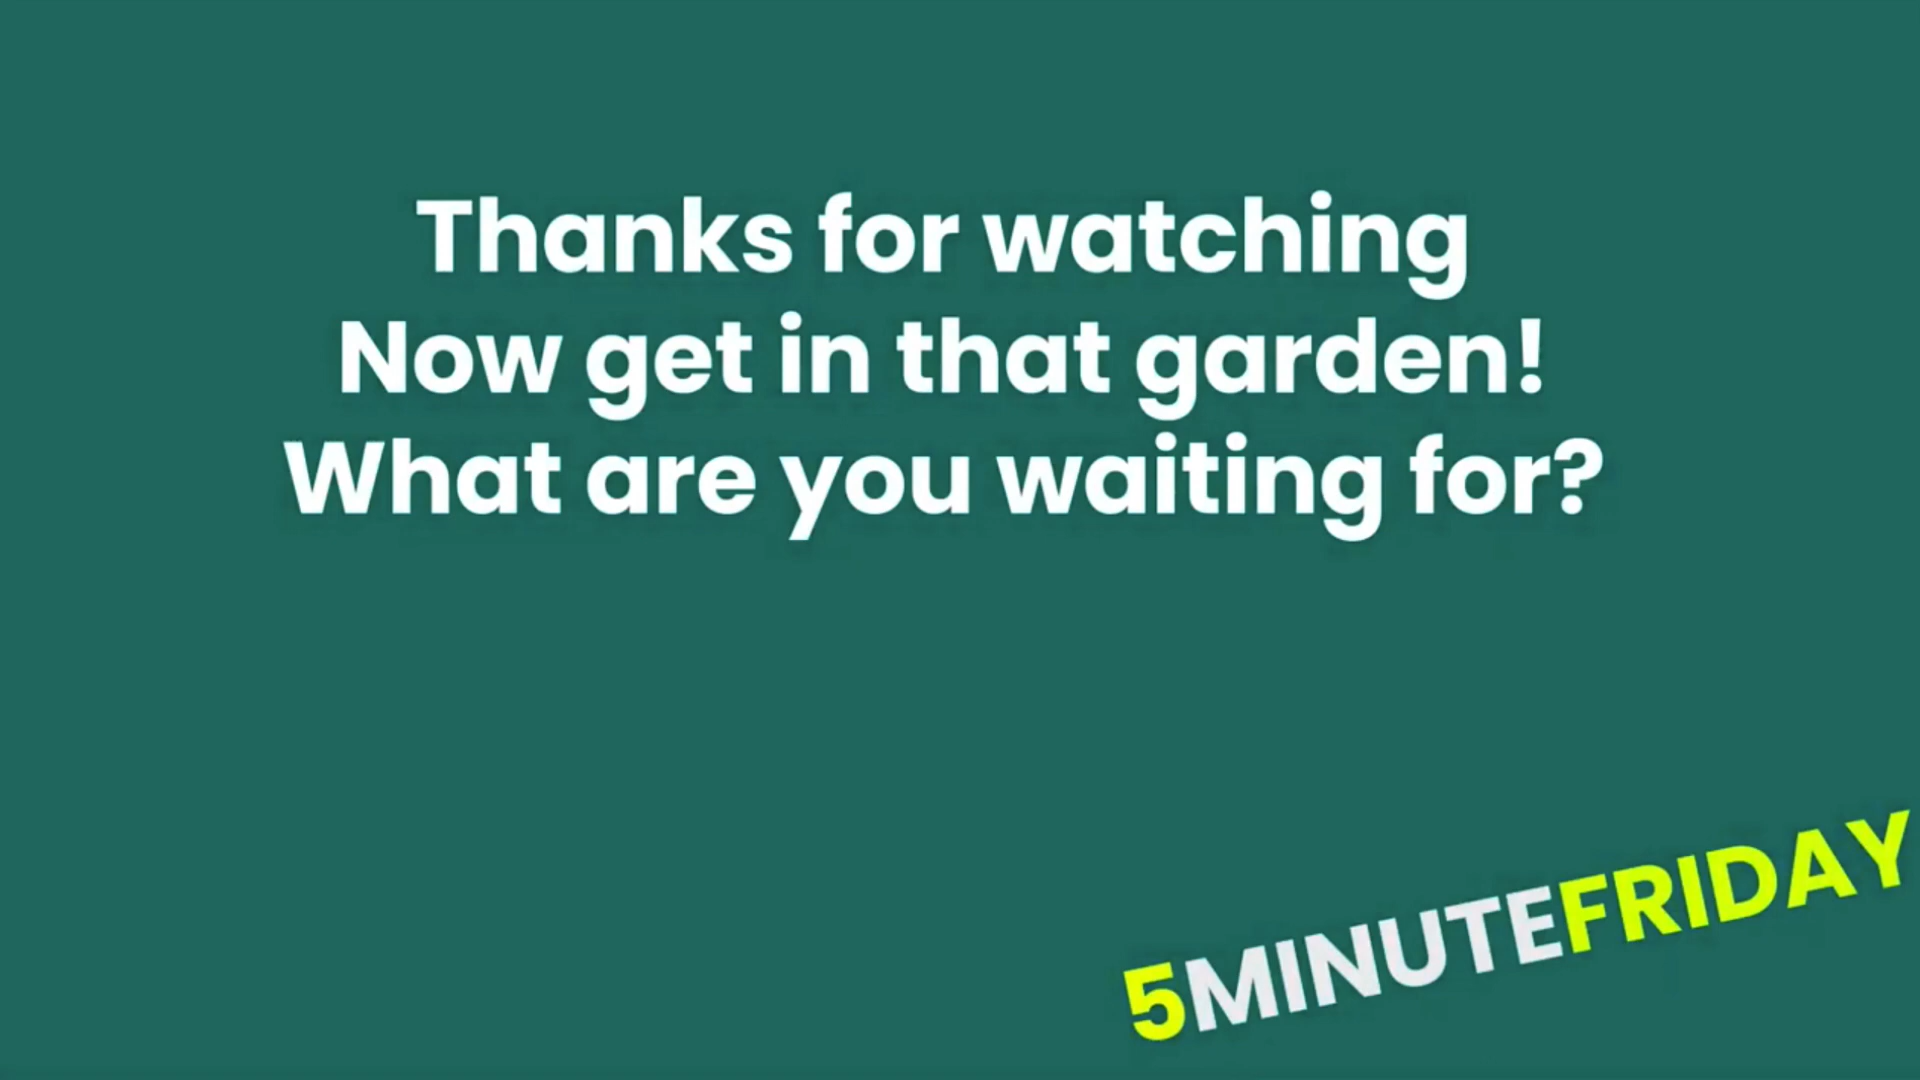 Thanks for watching
Now get in that garden!
What are you waiting for?
5MINUTEFRIDAY